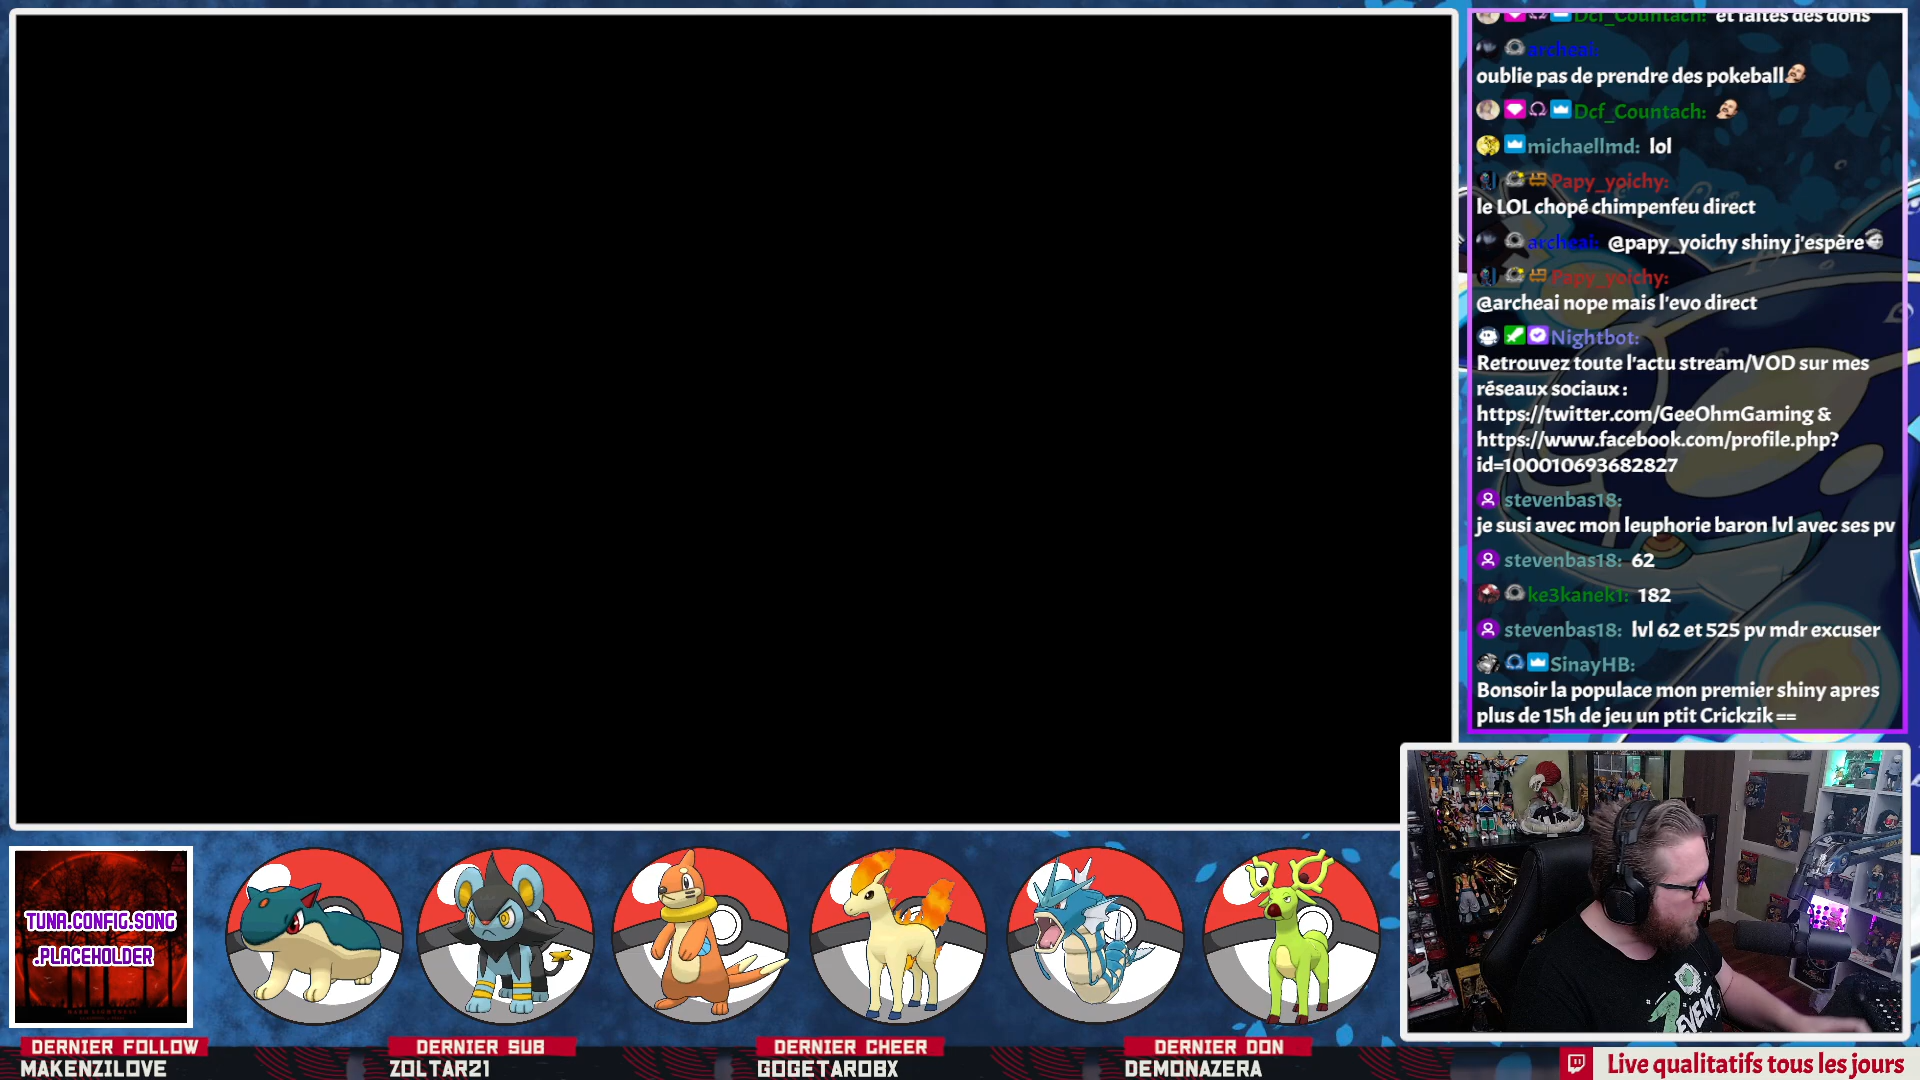 Dcf_Countach: et faites des dons
archeai:
oublie pas de prendre des pokeball
Dcf_Countach:
michaellmd: lol
Papy_yoichy:
le LOL chopé chimpenfeu direct
archeai: @papy_yoichy shiny j'espère
Papy_yoichy:
@archeai nope mais l'evo direct
Nightbot:
Retrouvez toute l'actu stream/VOD sur mes
réseaux sociaux :
https://twitter.com/GeeOhmGaming &
https://www.facebook.com/profile.php?
id=100010693682827
stevenbas18:
je susi avec mon leuphorie baron lvl avec ses pv
stevenbas18: 62
ke3kanek1: 182
stevenbas18: lvl 62 et 525 pv mdr excuser
SinayHB:
Bonsoir la populace mon premier shiny apres
plus de 15h de jeu un ptit Crickzik ==
TUNA.CONFIG.SONG
.PLACEHOLDER
EVENT
DERNIER FOLLOW
MAKENZILOVE
DERNIER SUB
ZOLTAR21
DERNIER CHEER
GOGETAROBX
DERNIER DON
DEMONAZERA
Live qualitatifs tous les jours